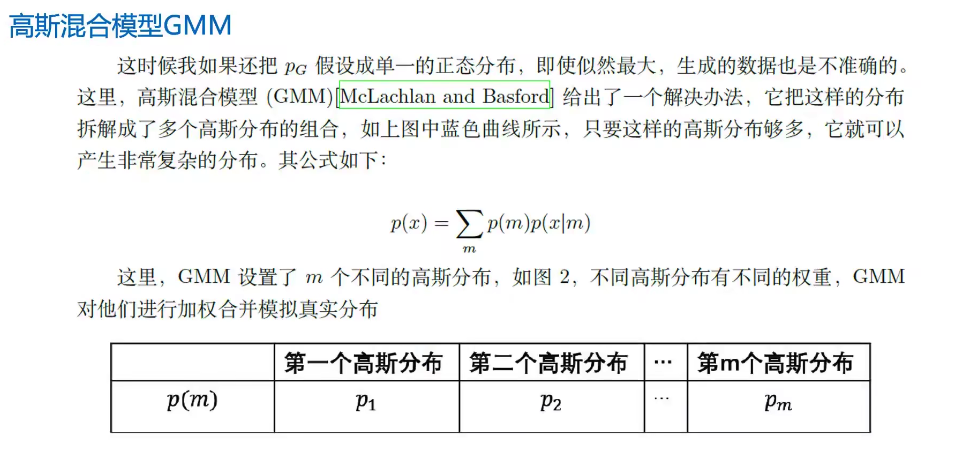 高斯混合模型GMM
这时候我如果还把 p_G 假设成单一的正态分布，即使似然最大，生成的数据也是不准确的。
这里，高斯混合模型 (GMM)[McLachlan and Basford] 给出了一个解决办法，它把这样的分布
拆解成了多个高斯分布的组合，如上图中蓝色曲线所示，只要这样的高斯分布够多，它就可以
产生非常复杂的分布。其公式如下：
p(x) = ∑_m p(m)p(x|m)
这里，GMM 设置了 m 个不同的高斯分布，如图 2，不同高斯分布有不同的权重，GMM
对他们进行加权合并模拟真实分布
第一个高斯分布 第二个高斯分布 … 第m个高斯分布
p(m) p_1 p_2 … p_m